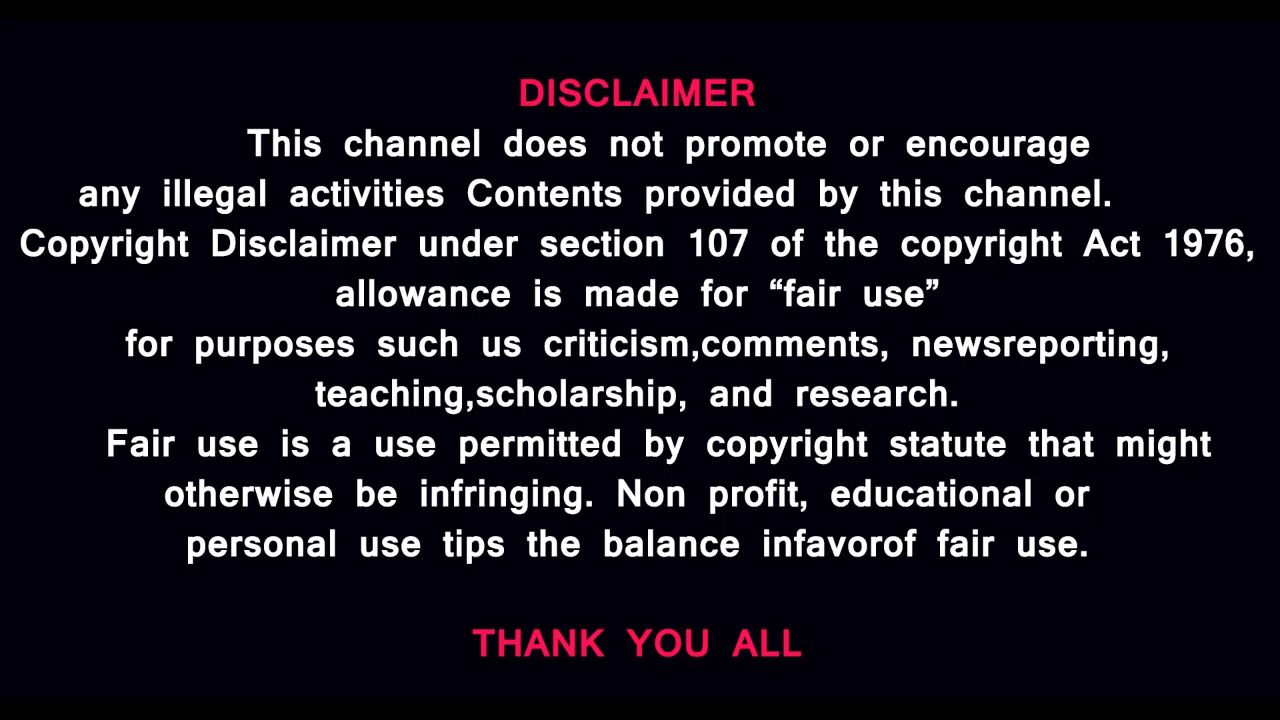 DISCLAIMER
This channel does not promote or encourage
any illegal activities Contents provided by this channel.
Copyright Disclaimer under section 107 of the copyright Act 1976,
allowance is made for “fair use”
for purposes such us criticism,comments, newsreporting,
teaching,scholarship, and research.
Fair use is a use permitted by copyright statute that might
otherwise be infringing. Non profit, educational or
personal use tips the balance infavorof fair use.
THANK YOU ALL